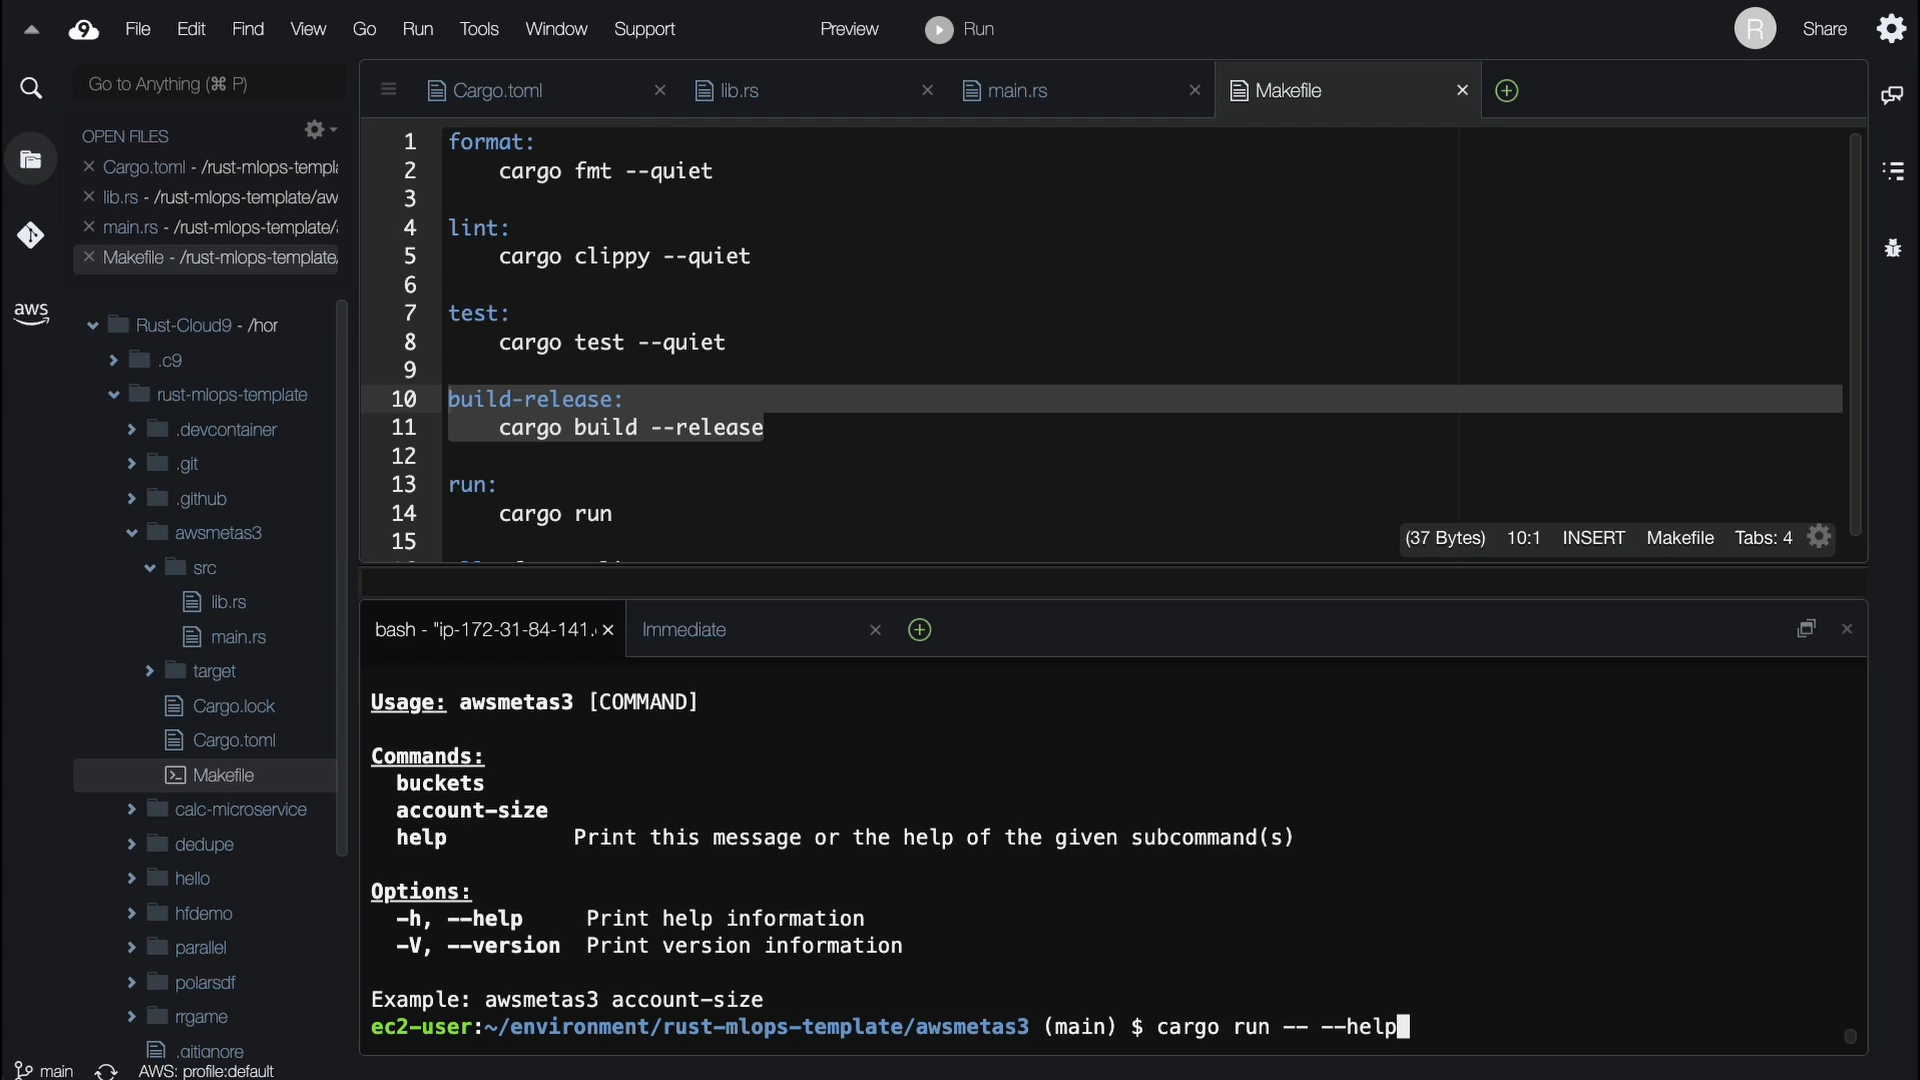 File Edit Find View Go Run Tools Window Support Preview Run R Share
Go to Anything (⌘ P)
Cargo.toml
lib.rs
main.rs
Makefile
OPEN FILES
Cargo.toml - /rust-mlops-templa
lib.rs - /rust-mlops-template/aw
main.rs - /rust-mlops-template/
Makefile - /rust-mlops-template/
aws
Rust-Cloud9 - /hor
.c9
rust-mlops-template
.devcontainer
.git
.github
awsmetas3
src
lib.rs
main.rs
target
Cargo.lock
Cargo.toml
Makefile
calc-microservice
dedupe
hello
hfdemo
parallel
polarsdf
rrgame
.gitignore
main AWS: profile:default
1 format:
2 cargo fmt --quiet
3
4 lint:
5 cargo clippy --quiet
6
7 test:
8 cargo test --quiet
9
10 build-release:
11 cargo build --release
12
13 run:
14 cargo run
15
(37 Bytes) 10:1 INSERT Makefile Tabs: 4
bash - "ip-172-31-84-141.
Immediate
Usage: awsmetas3 [COMMAND]
Commands:
buckets
account-size
help Print this message or the help of the given subcommand(s)
Options:
-h, --help Print help information
-V, --version Print version information
Example: awsmetas3 account-size
ec2-user:~/environment/rust-mlops-template/awsmetas3 (main) $ cargo run -- --help